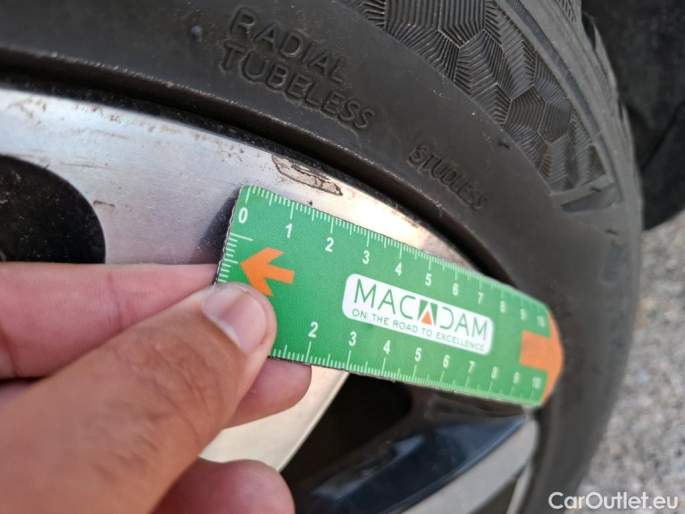 RADIAL
TUBELESS
STUDLESS
0 1 2 3 4 5 6 7 8 9 10
MACADAM
ON THE ROAD TO EXCELLENCE
2 3 4 5 6 7 8 9 10
CarOutlet.eu